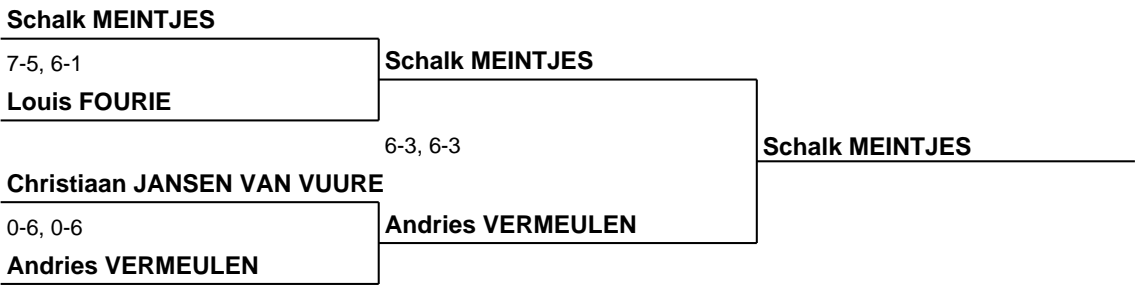 Schalk MEINTJES
7-5, 6-1
Schalk MEINTJES
Louis FOURIE
6-3, 6-3
Schalk MEINTJES
Christiaan JANSEN VAN VUURE
0-6, 0-6
Andries VERMEULEN
Andries VERMEULEN